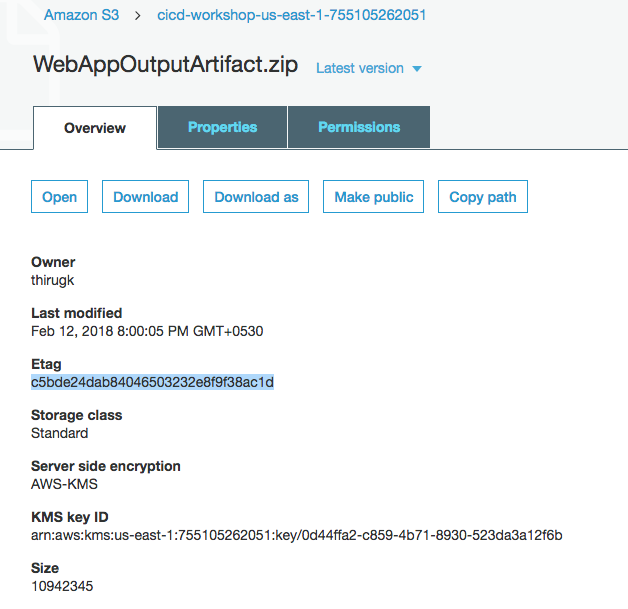 Amazon S3 > cicd-workshop-us-east-1-755105262051
WebAppOutputArtifact.zip Latest version
Overview Properties Permissions
Open Download Download as Make public Copy path
Owner
thirugk
Last modified
Feb 12, 2018 8:00:05 PM GMT+0530
Etag
c5bde24dab84046503232e8f9f38ac1d
Storage class
Standard
Server side encryption
AWS-KMS
KMS key ID
arn:aws:kms:us-east-1:755105262051:key/0d44ffa2-c859-4b71-8930-523da3a12f6b
Size
10942345